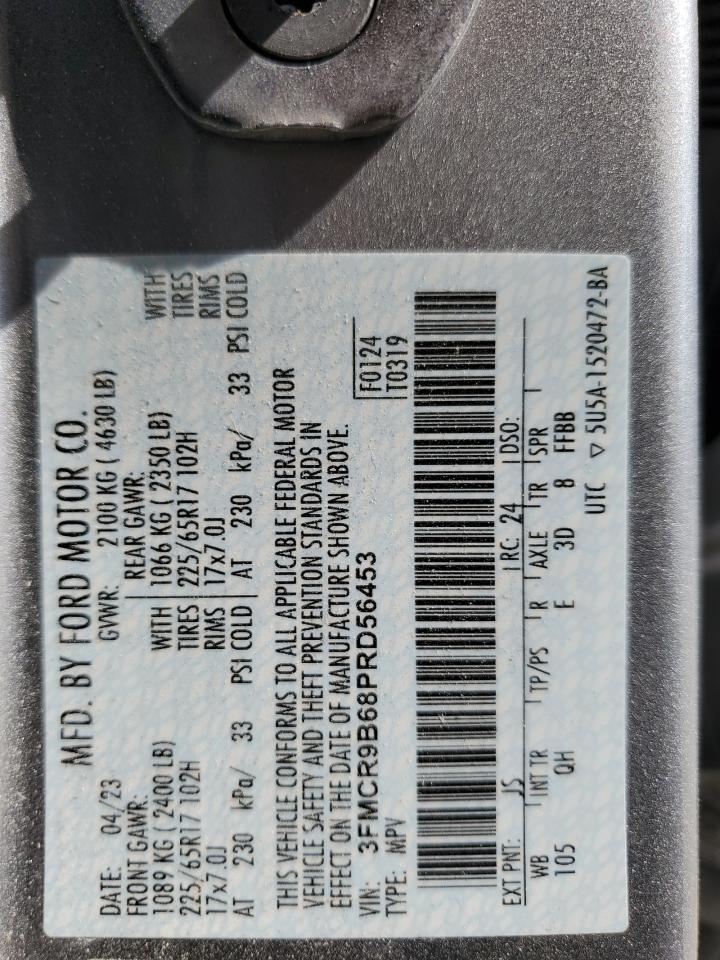 MFD. BY FORD MOTOR CO.
DATE: 04/23 GVWR: 2100 KG ( 4630 LB)
FRONT GAWR: REAR GAWR:
1089 KG ( 2400 LB) WITH 1066 KG ( 2350 LB) WITH
225/65R17 102H TIRES 225/65R17 102H TIRES
17x7.0J RIMS 17x7.0J RIMS
AT 230 kPa/ 33 PSI COLD AT 230 kPa/ 33 PSI COLD
THIS VEHICLE CONFORMS TO ALL APPLICABLE FEDERAL MOTOR
VEHICLE SAFETY AND THEFT PREVENTION STANDARDS IN
EFFECT ON THE DATE OF MANUFACTURE SHOWN ABOVE.
VIN: 3FMCR9B68PRD56453 F0124
TYPE: MPV T0319
EXT PNT: JS RC: 24 DSO:
WB INT TR TP/PS R AXLE TR SPR
105 QH E 3D 8 FFBB
UTC ▽ 5U5A-1520472-BA